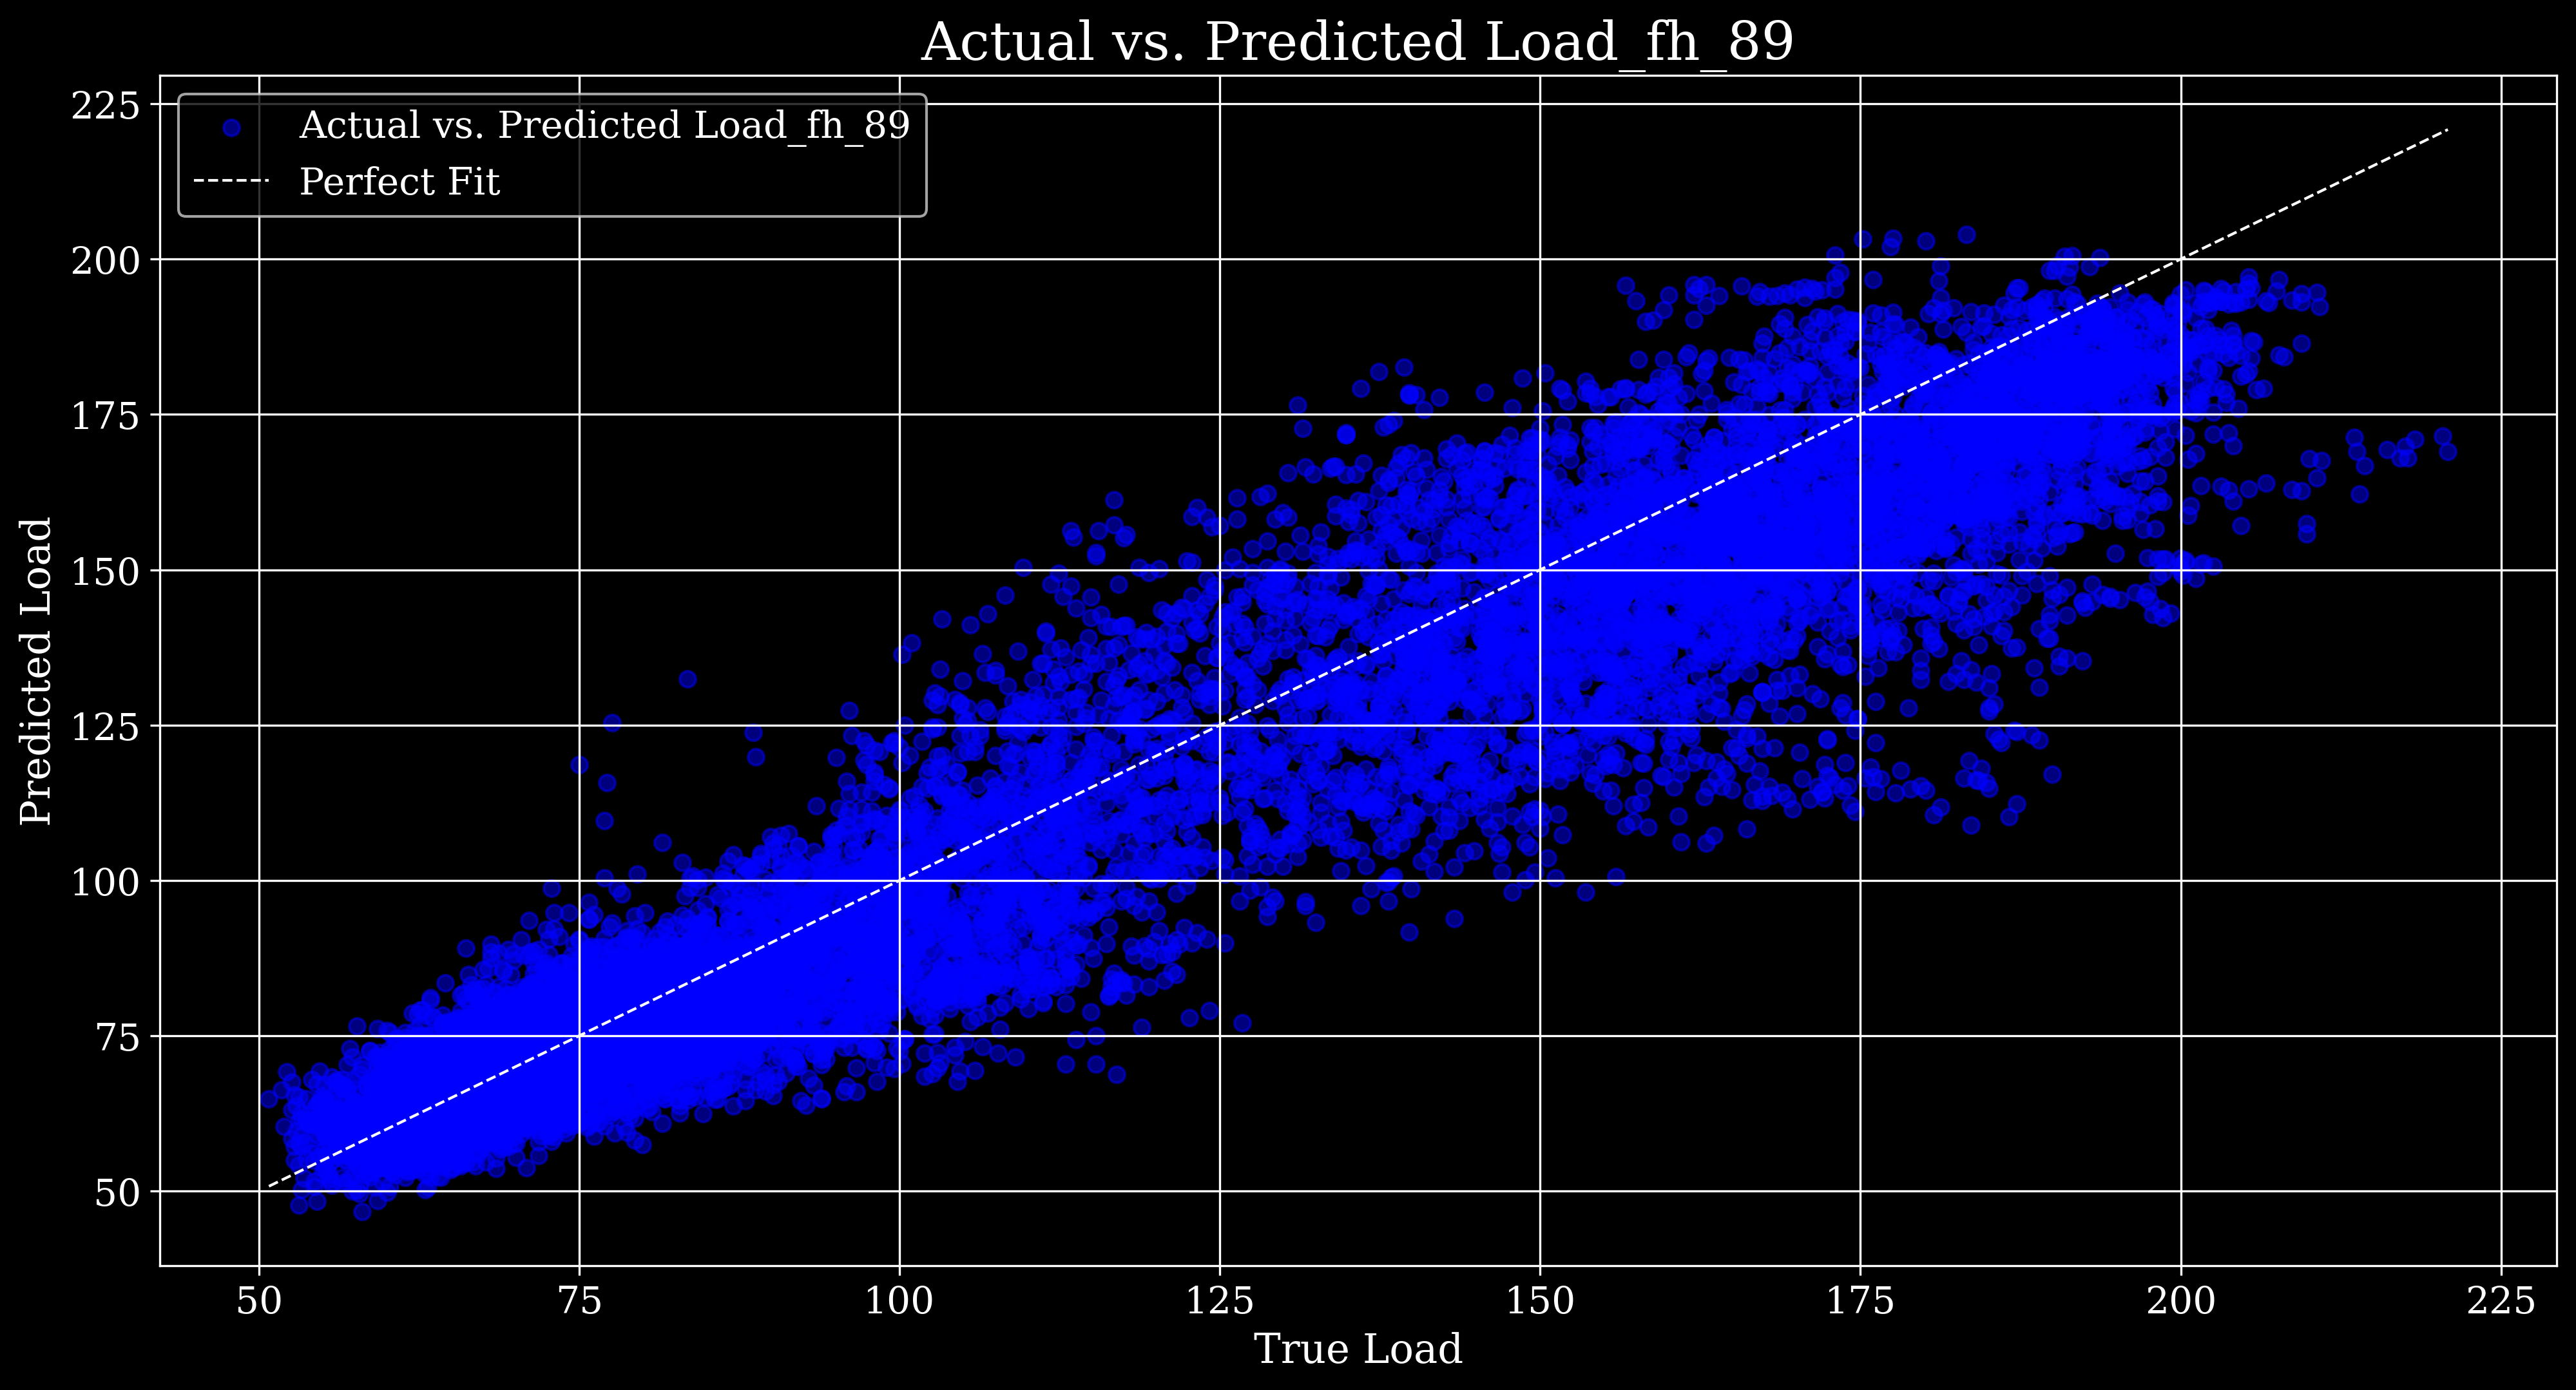 Actual vs. Predicted Load_fh_89
Actual vs. Predicted Load_fh_89
Perfect Fit
225
200
175
150
125
100
75
50
Predicted Load
50 75 100 125 150 175 200 225
True Load